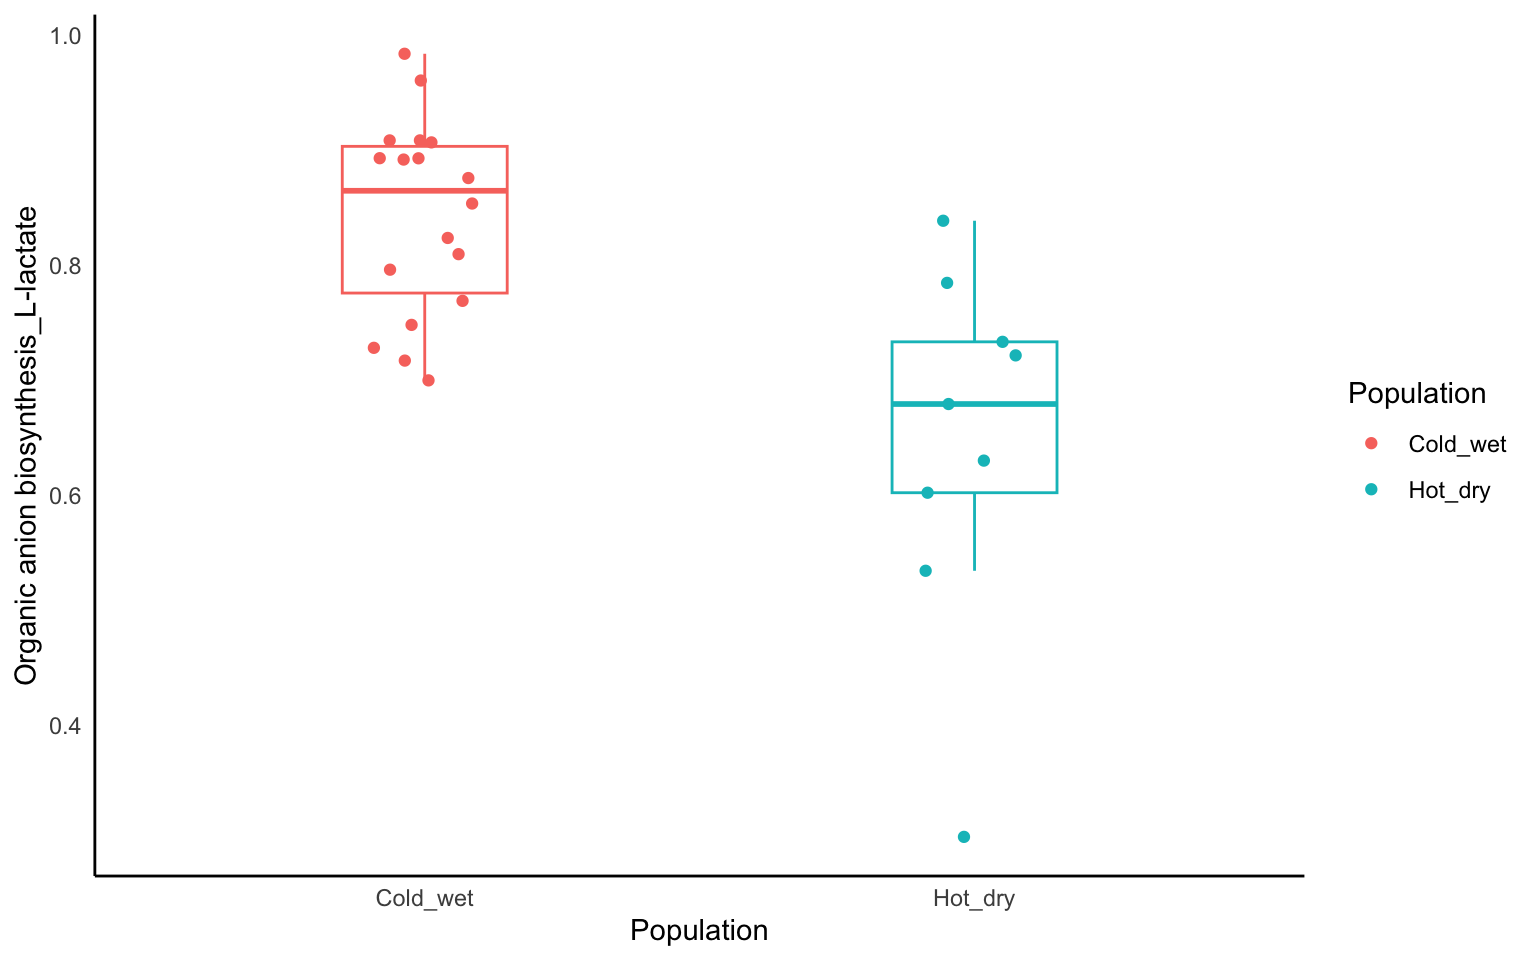 Organic anion biosynthesis_L-lactate
1.0
0.8
0.6
0.4
Cold_wet
Hot_dry
Population
Population
Cold_wet
Hot_dry